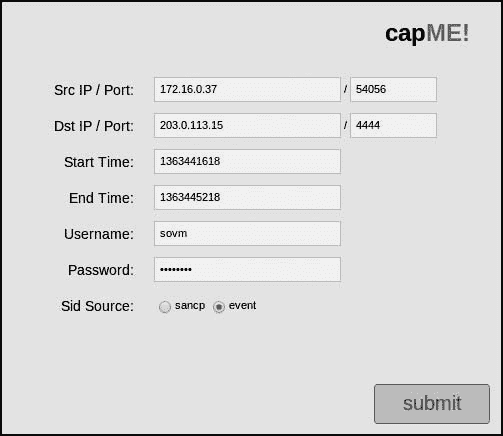 capME!
Src IP / Port: 172.16.0.37 / 54056
Dst IP / Port: 203.0.113.15 / 4444
Start Time: 1363441618
End Time: 1363445218
Username: sovm
Password: ••••••••
Sid Source: sancp event
submit